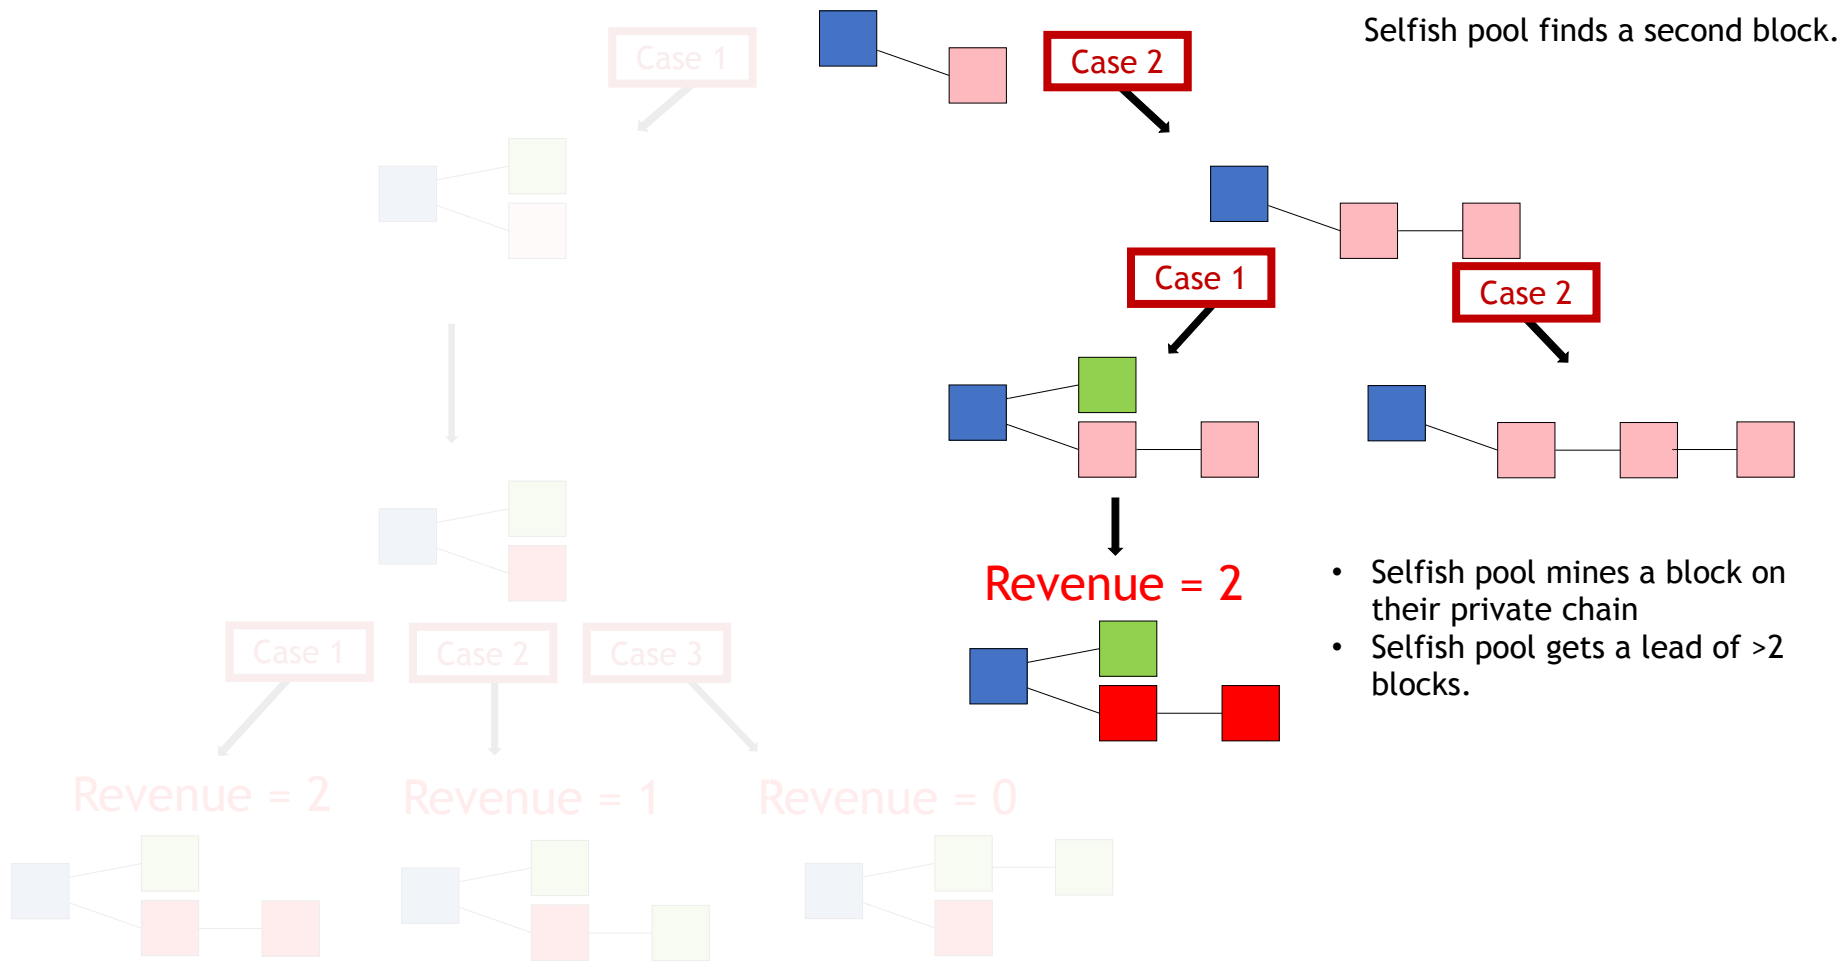 Selfish pool finds a second block.
Case 1
Case 2
Case 1
Case 2
Revenue = 2
• Selfish pool mines a block on
their private chain
• Selfish pool gets a lead of >2
blocks.
Case 1
Case 2
Case 3
Revenue = 2
Revenue = 1
Revenue = 0